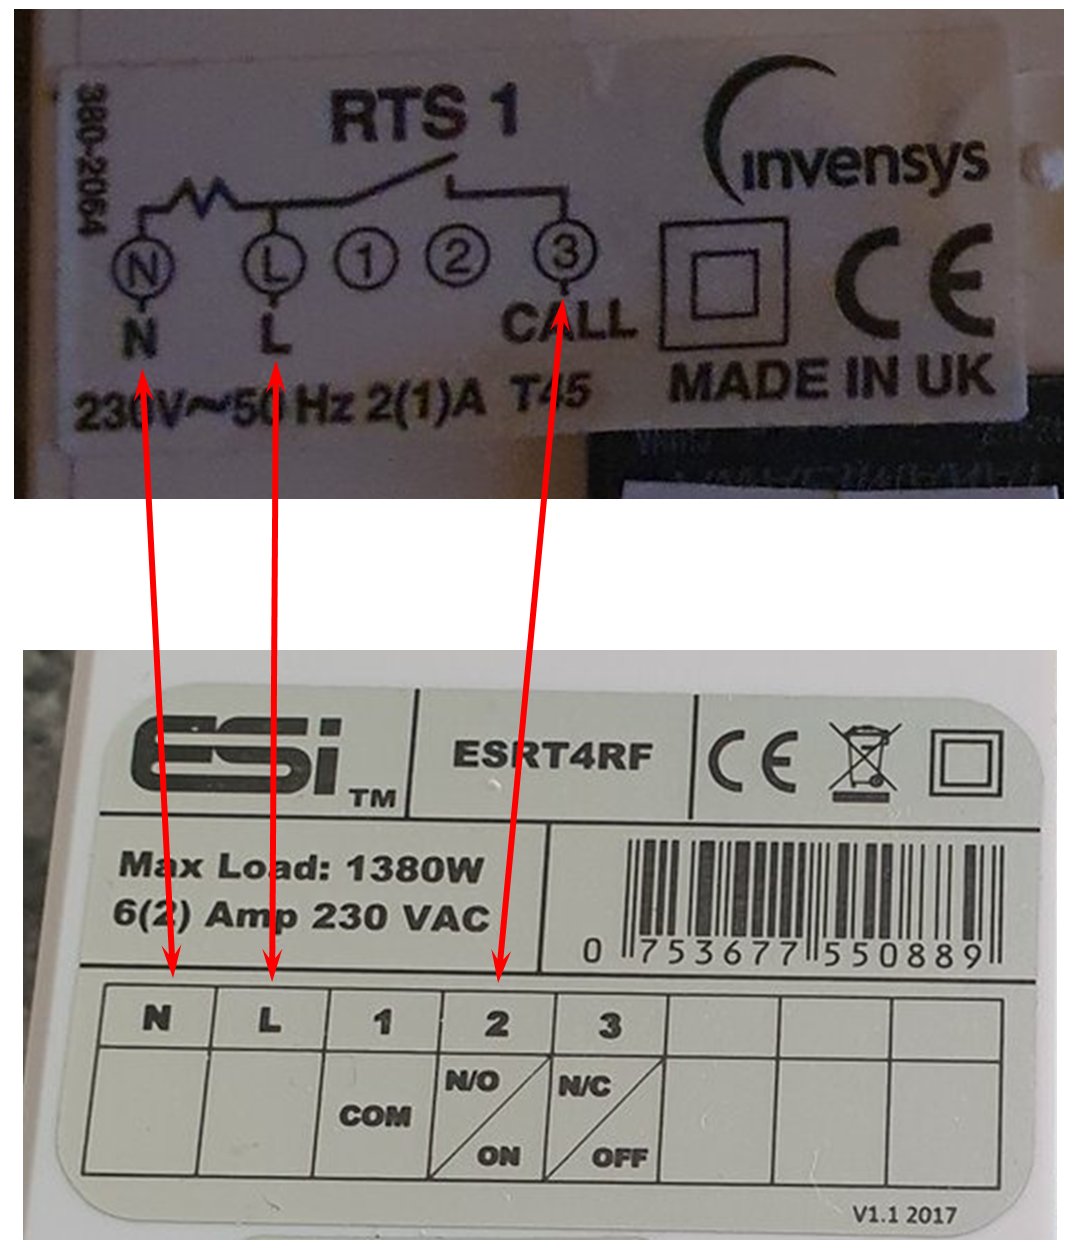 380-2064
RTS 1
invensys
N L 1 2 3
N L CALL
230V~50 Hz 2(1)A T45
CE
MADE IN UK
ESi TM
ESRT4RF
CE
Max Load: 1380W
6(2) Amp 230 VAC
0 753677 550889
N L 1 2 3
COM N/O ON N/C OFF
V1.1 2017